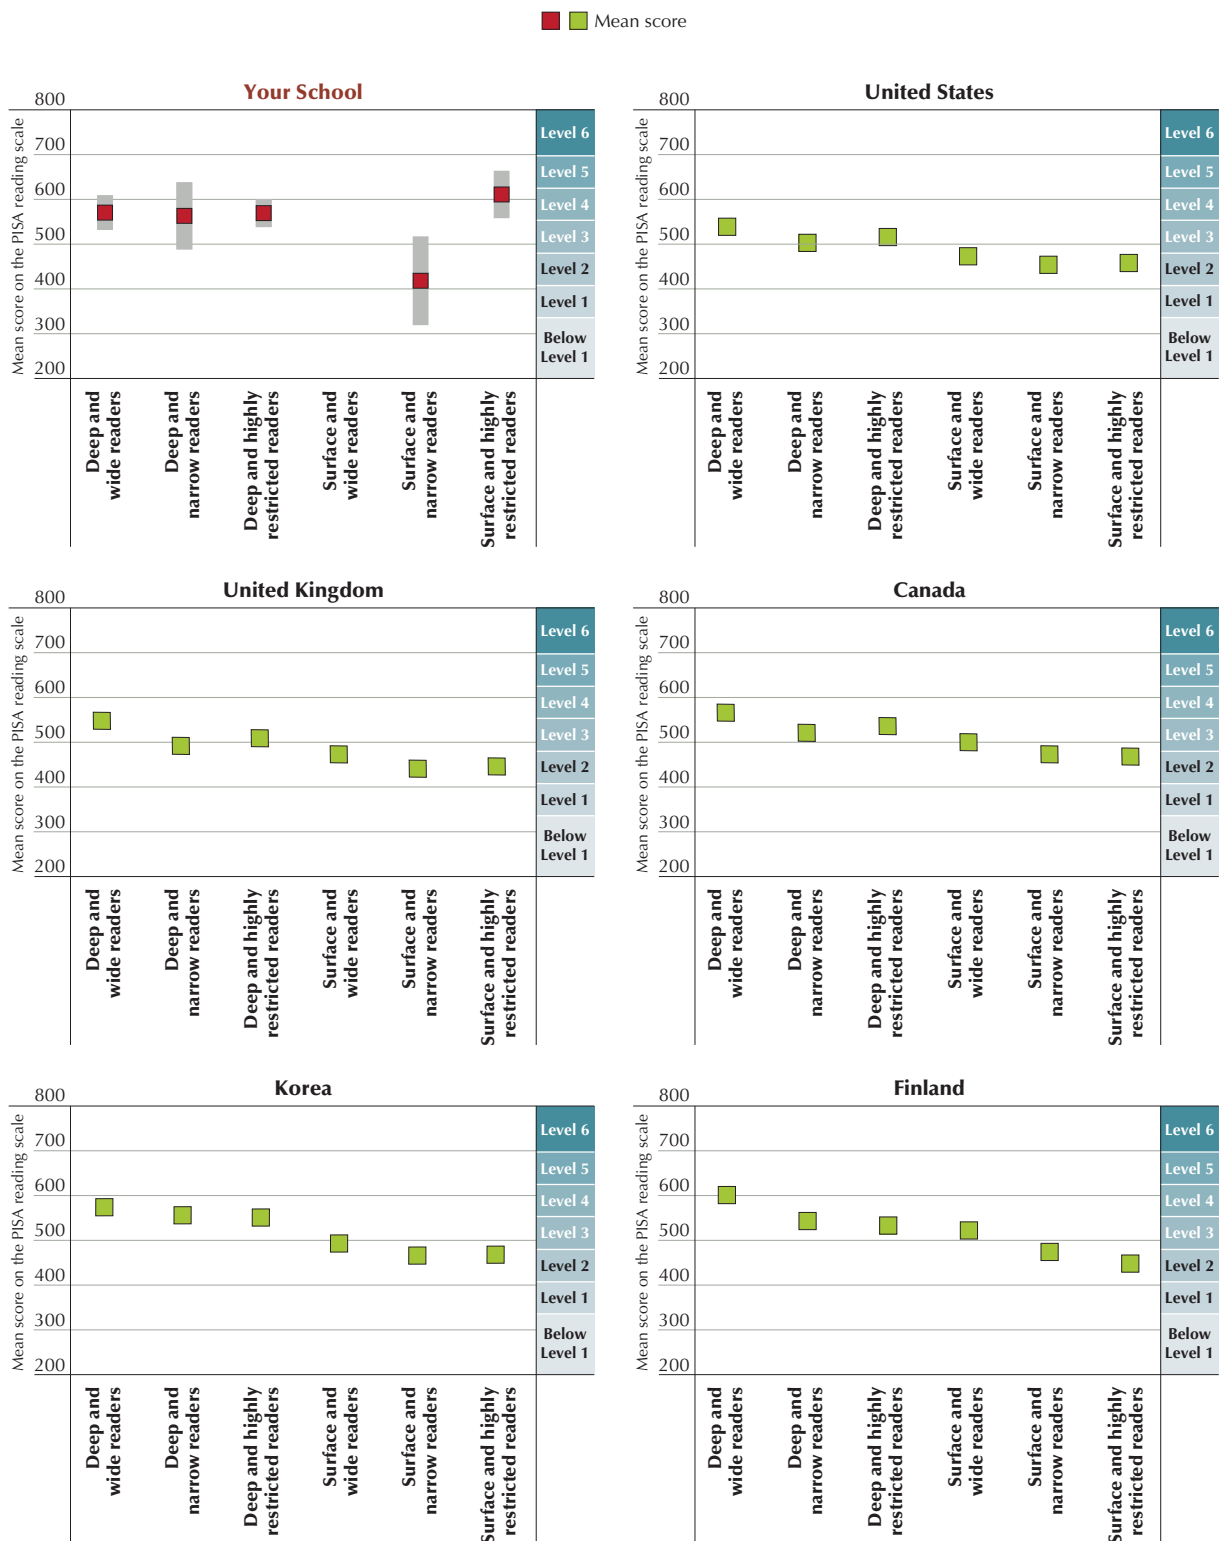 Mean score
Your School
Mean score on the PISA reading scale
800
700
600
500
400
300
200
Level 6
Level 5
Level 4
Level 3
Level 2
Level 1
Below
Level 1
Deep and
wide readers
Deep and
narrow readers
Deep and highly
restricted readers
Surface and
wide readers
Surface and
narrow readers
Surface and highly
restricted readers
United States
Mean score on the PISA reading scale
800
700
600
500
400
300
200
Level 6
Level 5
Level 4
Level 3
Level 2
Level 1
Below
Level 1
Deep and
wide readers
Deep and
narrow readers
Deep and highly
restricted readers
Surface and
wide readers
Surface and
narrow readers
Surface and highly
restricted readers
United Kingdom
Mean score on the PISA reading scale
800
700
600
500
400
300
200
Level 6
Level 5
Level 4
Level 3
Level 2
Level 1
Below
Level 1
Deep and
wide readers
Deep and
narrow readers
Deep and highly
restricted readers
Surface and
wide readers
Surface and
narrow readers
Surface and highly
restricted readers
Canada
Mean score on the PISA reading scale
800
700
600
500
400
300
200
Level 6
Level 5
Level 4
Level 3
Level 2
Level 1
Below
Level 1
Deep and
wide readers
Deep and
narrow readers
Deep and highly
restricted readers
Surface and
wide readers
Surface and
narrow readers
Surface and highly
restricted readers
Korea
Mean score on the PISA reading scale
800
700
600
500
400
300
200
Level 6
Level 5
Level 4
Level 3
Level 2
Level 1
Below
Level 1
Deep and
wide readers
Deep and
narrow readers
Deep and highly
restricted readers
Surface and
wide readers
Surface and
narrow readers
Surface and highly
restricted readers
Finland
Mean score on the PISA reading scale
800
700
600
500
400
300
200
Level 6
Level 5
Level 4
Level 3
Level 2
Level 1
Below
Level 1
Deep and
wide readers
Deep and
narrow readers
Deep and highly
restricted readers
Surface and
wide readers
Surface and
narrow readers
Surface and highly
restricted readers